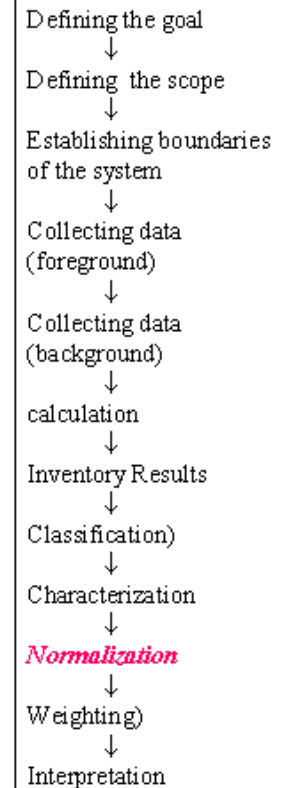 Defining the goal
↓
Defining the scope
↓
Establishing boundaries
of the system
↓
Collecting data
(foreground)
↓
Collecting data
(background)
↓
calculation
↓
Inventory Results
↓
Classification)
↓
Characterization
↓
Normalization
↓
Weighting)
↓
Interpretation